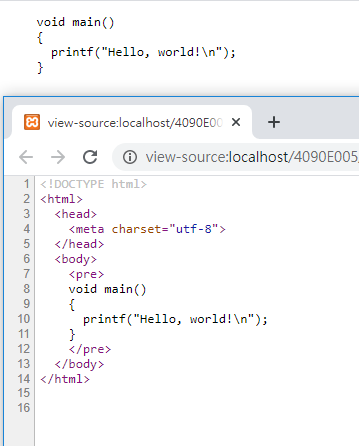 void main()
{
  printf("Hello, world!\n");
}
view-source:localhost/4090E00
view-source:localhost/4090E005
1 <!DOCTYPE html>
2 <html>
3   <head>
4     <meta charset="utf-8">
5   </head>
6   <body>
7     <pre>
8     void main()
9     {
10       printf("Hello, world!\n");
11     }
12     </pre>
13   </body>
14 </html>
15
16